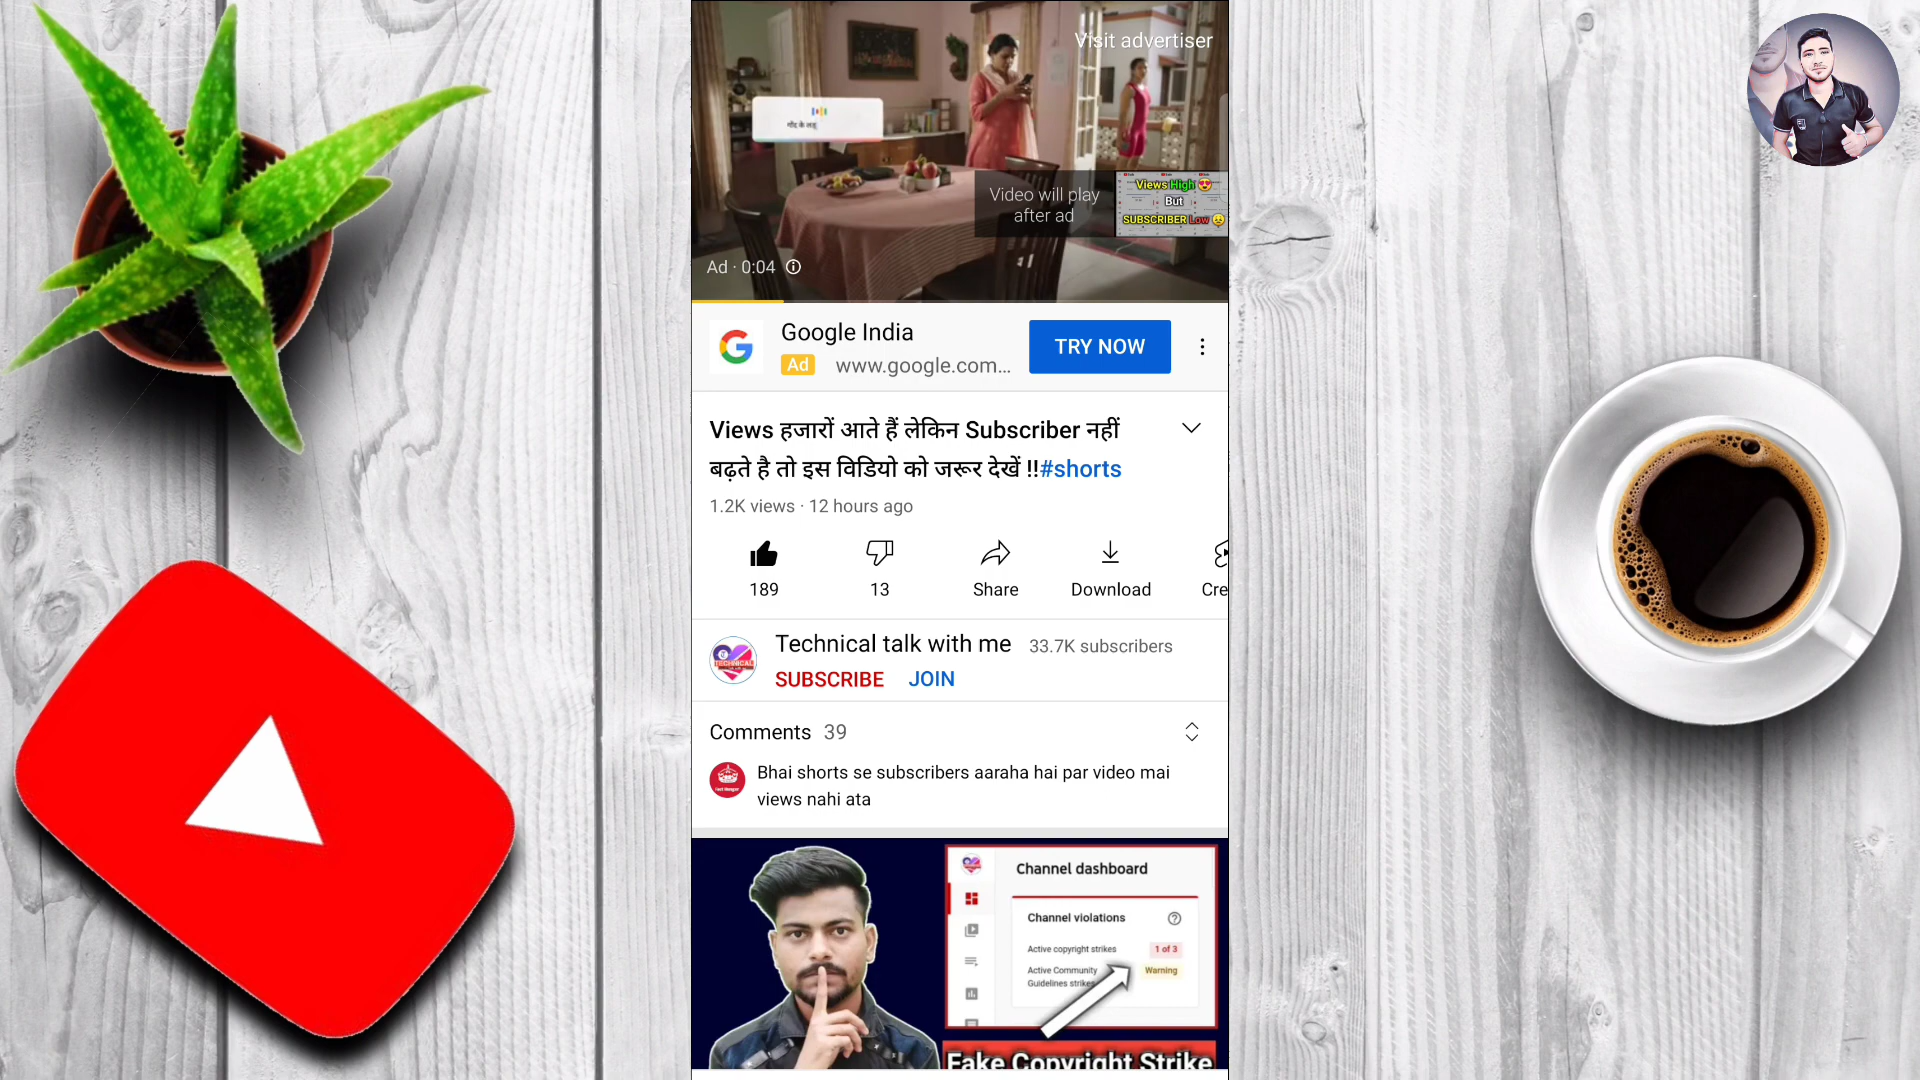 Visit advertiser
गोंद के लड्डू
Video will play
after ad
Views High
But
SUBSCRIBER Low
Ad · 0:04
Google India
TRY NOW
Ad www.google.com...
Views हजारों आते हैं लेकिन Subscriber नहीं
बढ़ते है तो इस विडियो को जरूर देखें !!#shorts
1.2K views · 12 hours ago
189 13 Share Download Cre
Technical talk with me 33.7K subscribers
SUBSCRIBE JOIN
Comments 39
Bhai shorts se subscribers aaraha hai par video mai
views nahi ata
Channel dashboard
Channel violations
Active copyright strikes 1 of 3
Active Community Warning
Guidelines strikes
Fake Copyright Strike